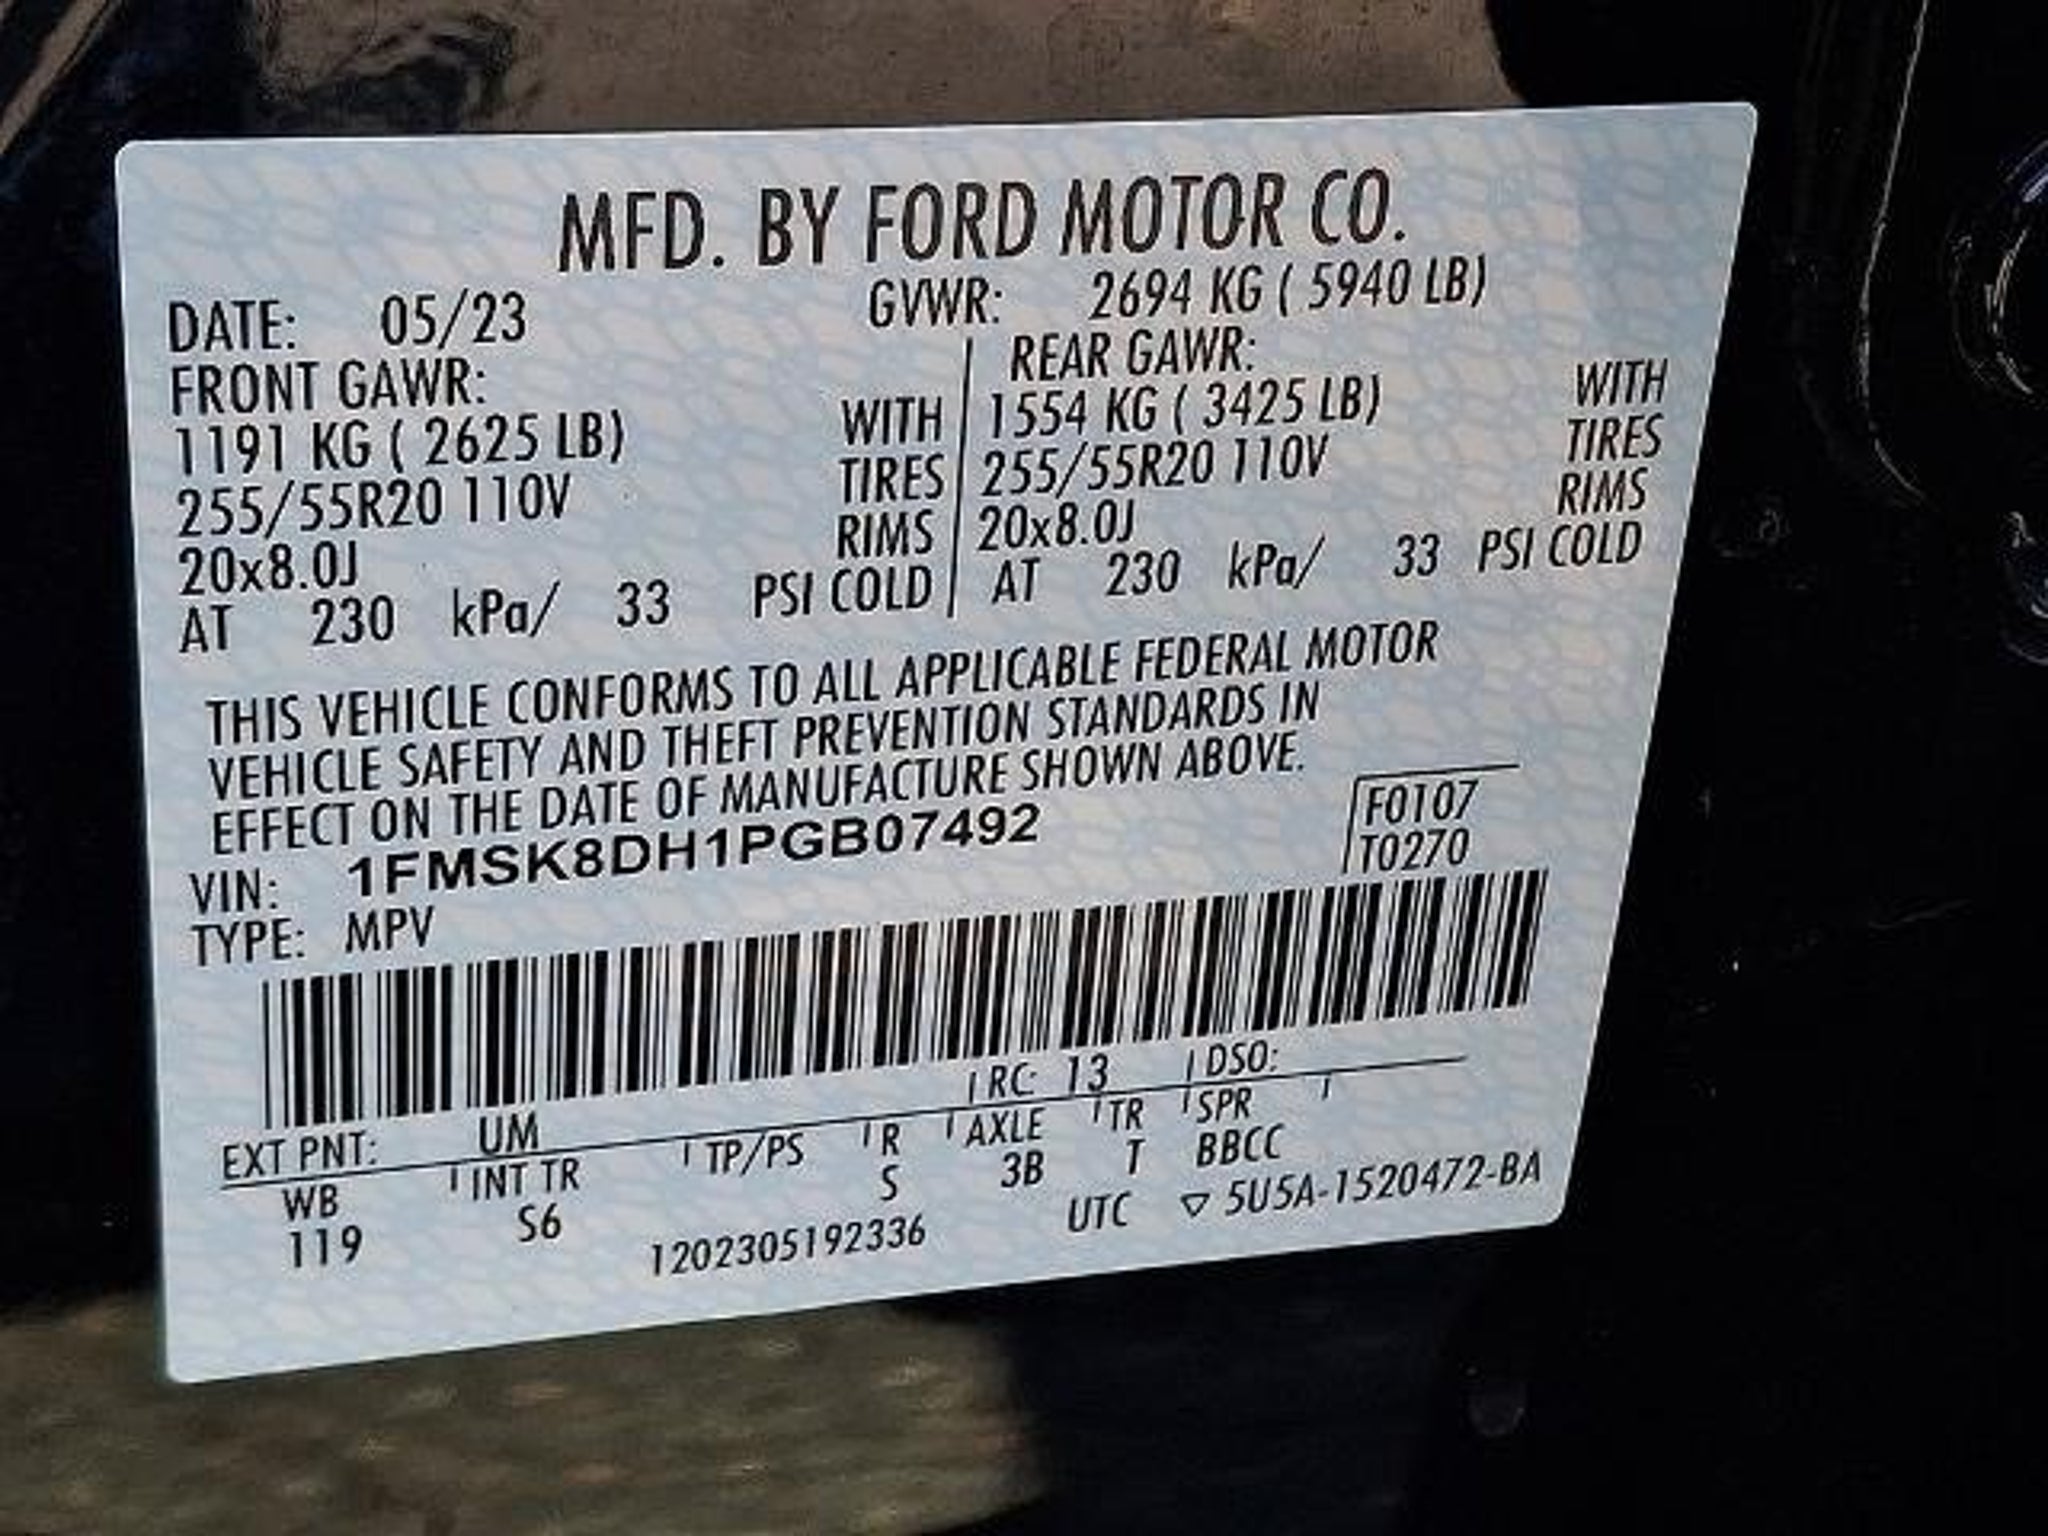 MFD. BY FORD MOTOR CO.
DATE: 05/23 GVWR: 2694 KG ( 5940 LB)
FRONT GAWR: REAR GAWR:
1191 KG ( 2625 LB) WITH 1554 KG ( 3425 LB) WITH
255/55R20 110V TIRES 255/55R20 110V TIRES
20x8.0J RIMS 20x8.0J RIMS
AT 230 kPa/ 33 PSI COLD AT 230 kPa/ 33 PSI COLD
THIS VEHICLE CONFORMS TO ALL APPLICABLE FEDERAL MOTOR
VEHICLE SAFETY AND THEFT PREVENTION STANDARDS IN
EFFECT ON THE DATE OF MANUFACTURE SHOWN ABOVE.
VIN: 1FMSK8DH1PGB07492 F0107
TYPE: MPV T0270
EXT PNT: UM RC: 13 DSO:
WB INT TR TP/PS R AXLE TR SPR
119 S6 S 3B T BBCC
1202305192336 UTC ▽ 5U5A-1520472-BA